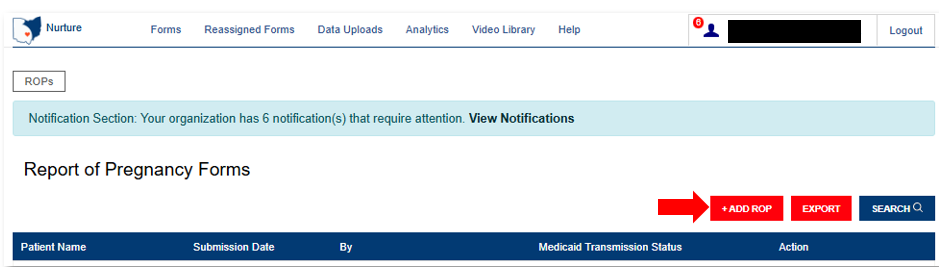 Nurture Forms Reassigned Forms Data Uploads Analytics Video Library Help 6 Logout
ROPs
Notification Section: Your organization has 6 notification(s) that require attention. View Notifications
Report of Pregnancy Forms
+ ADD ROP EXPORT SEARCH
Patient Name Submission Date By Medicaid Transmission Status Action